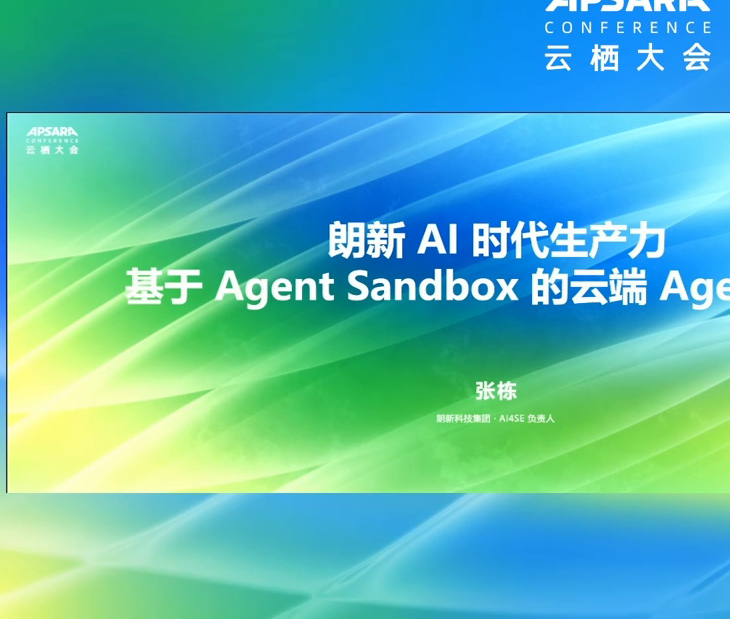 APSARA
CONFERENCE
云栖大会
APSARA
CONFERENCE
云栖大会
朗新 AI 时代生产力
基于 Agent Sandbox 的云端 Age
张栋
朗新科技集团 · AI4SE 负责人